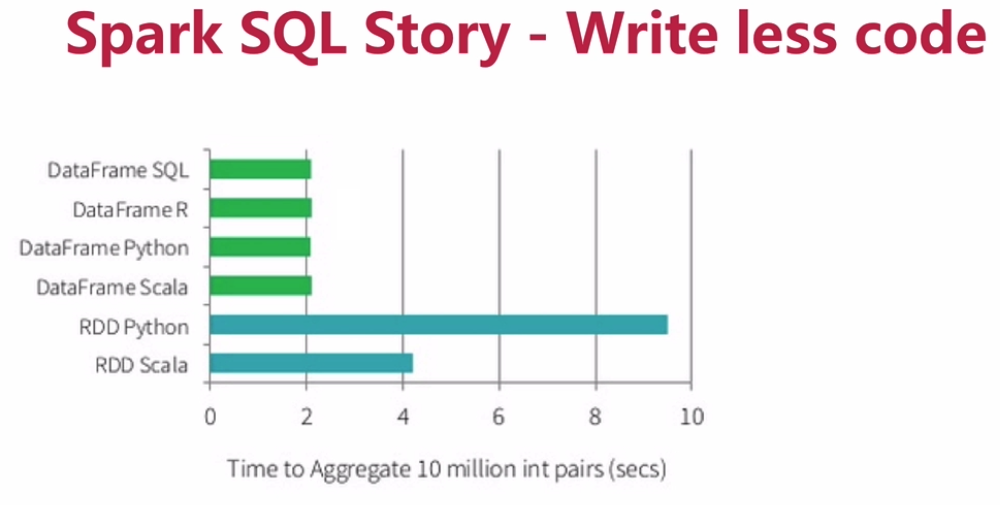 Spark SQL Story - Write less code
DataFrame SQL
DataFrame R
DataFrame Python
DataFrame Scala
RDD Python
RDD Scala
0 2 4 6 8 10
Time to Aggregate 10 million int pairs (secs)